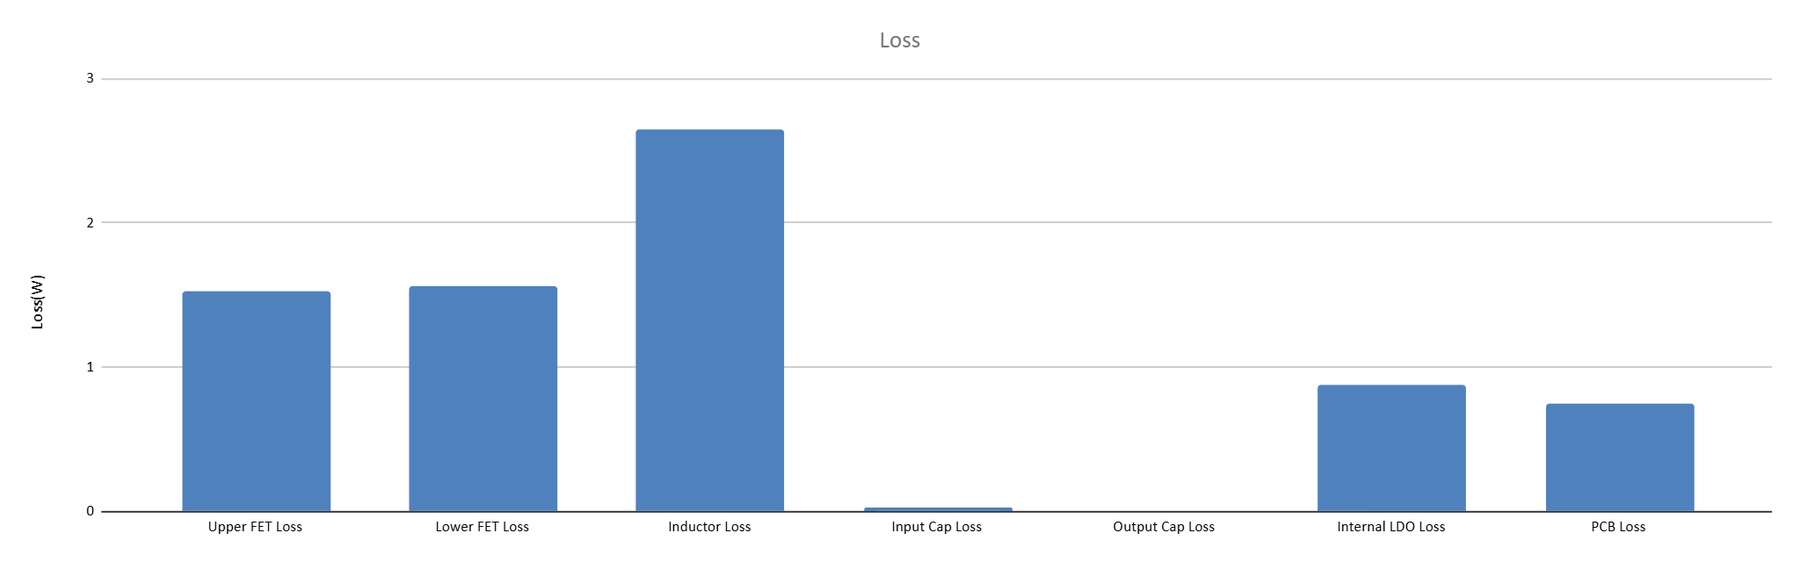 Loss
3
2
1
0
Loss(W)
Upper FET Loss
Lower FET Loss
Inductor Loss
Input Cap Loss
Output Cap Loss
Internal LDO Loss
PCB Loss